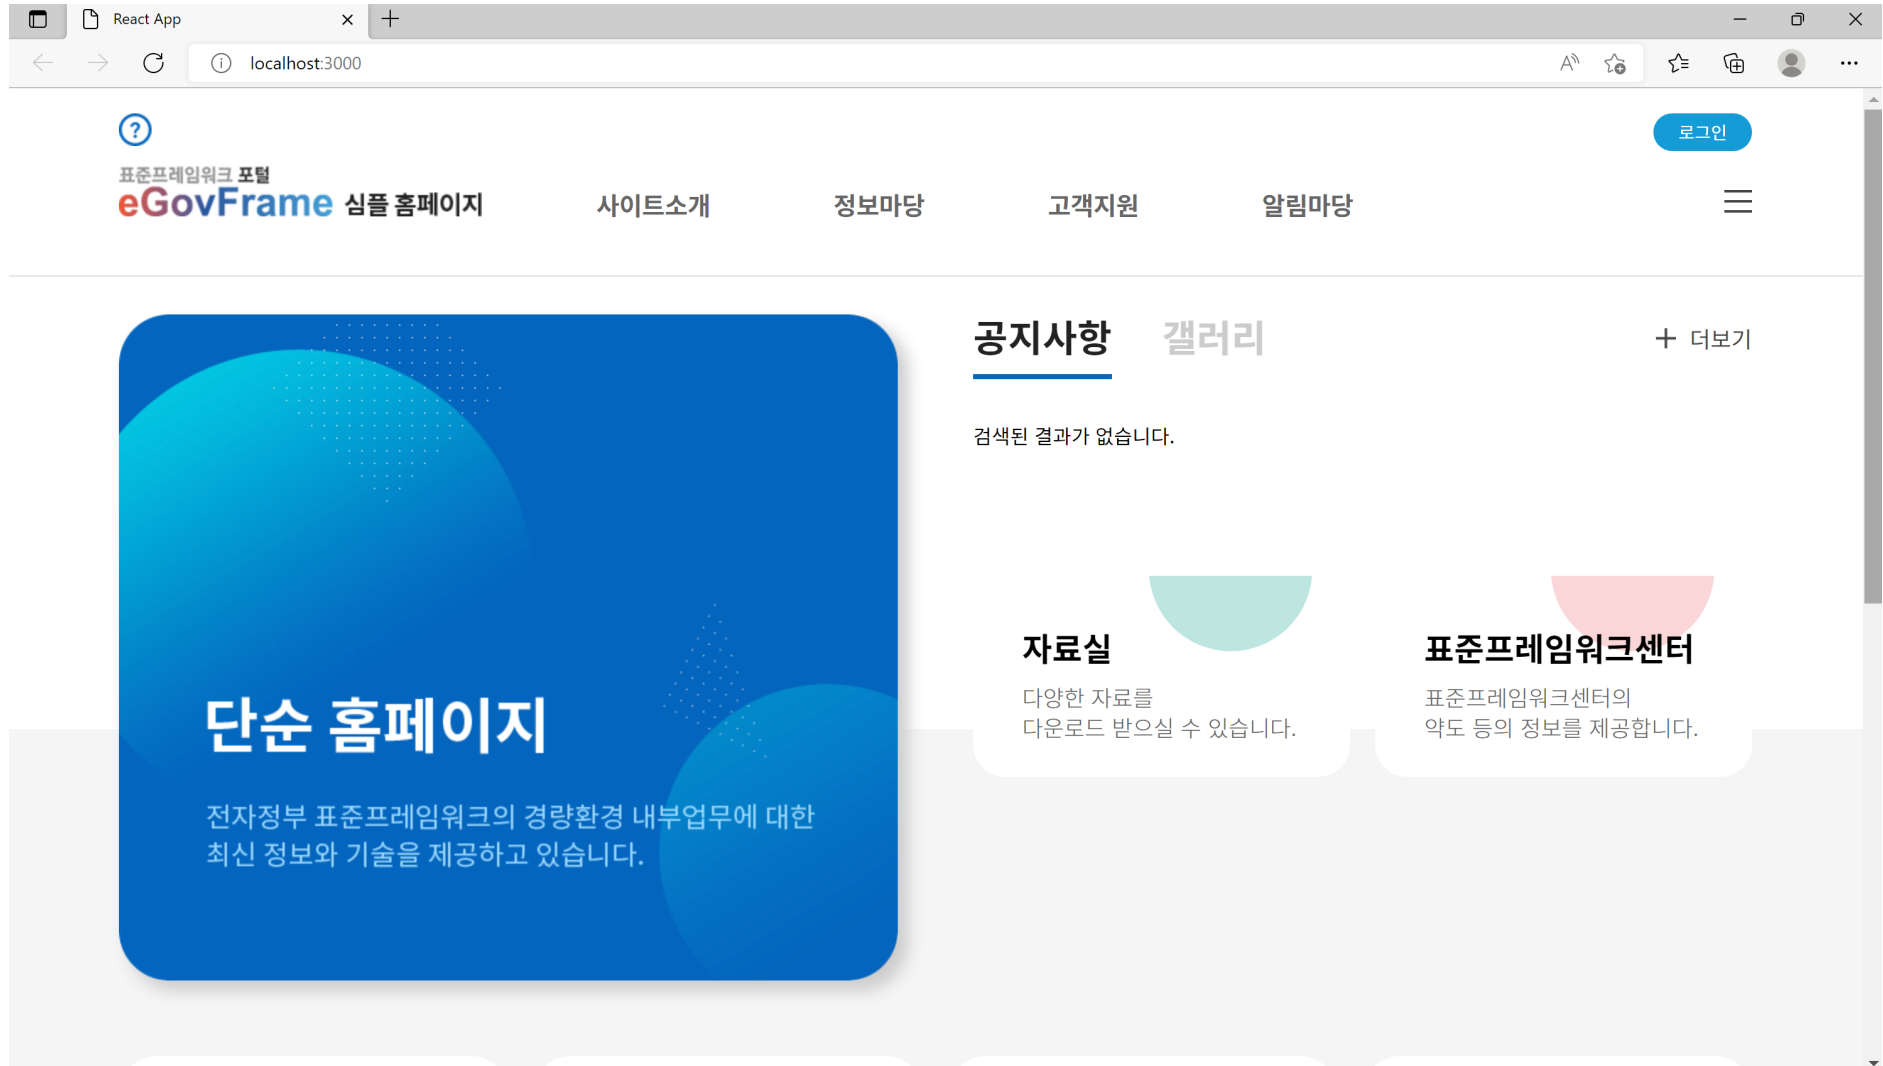 React App
localhost:3000
로그인
표준프레임워크 포털
eGovFrame 심플 홈페이지
사이트소개
정보마당
고객지원
알림마당
공지사항
갤러리
더보기
검색된 결과가 없습니다.
단순 홈페이지
전자정부 표준프레임워크의 경량환경 내부업무에 대한
최신 정보와 기술을 제공하고 있습니다.
자료실
다양한 자료를
다운로드 받으실 수 있습니다.
표준프레임워크센터
표준프레임워크센터의
약도 등의 정보를 제공합니다.